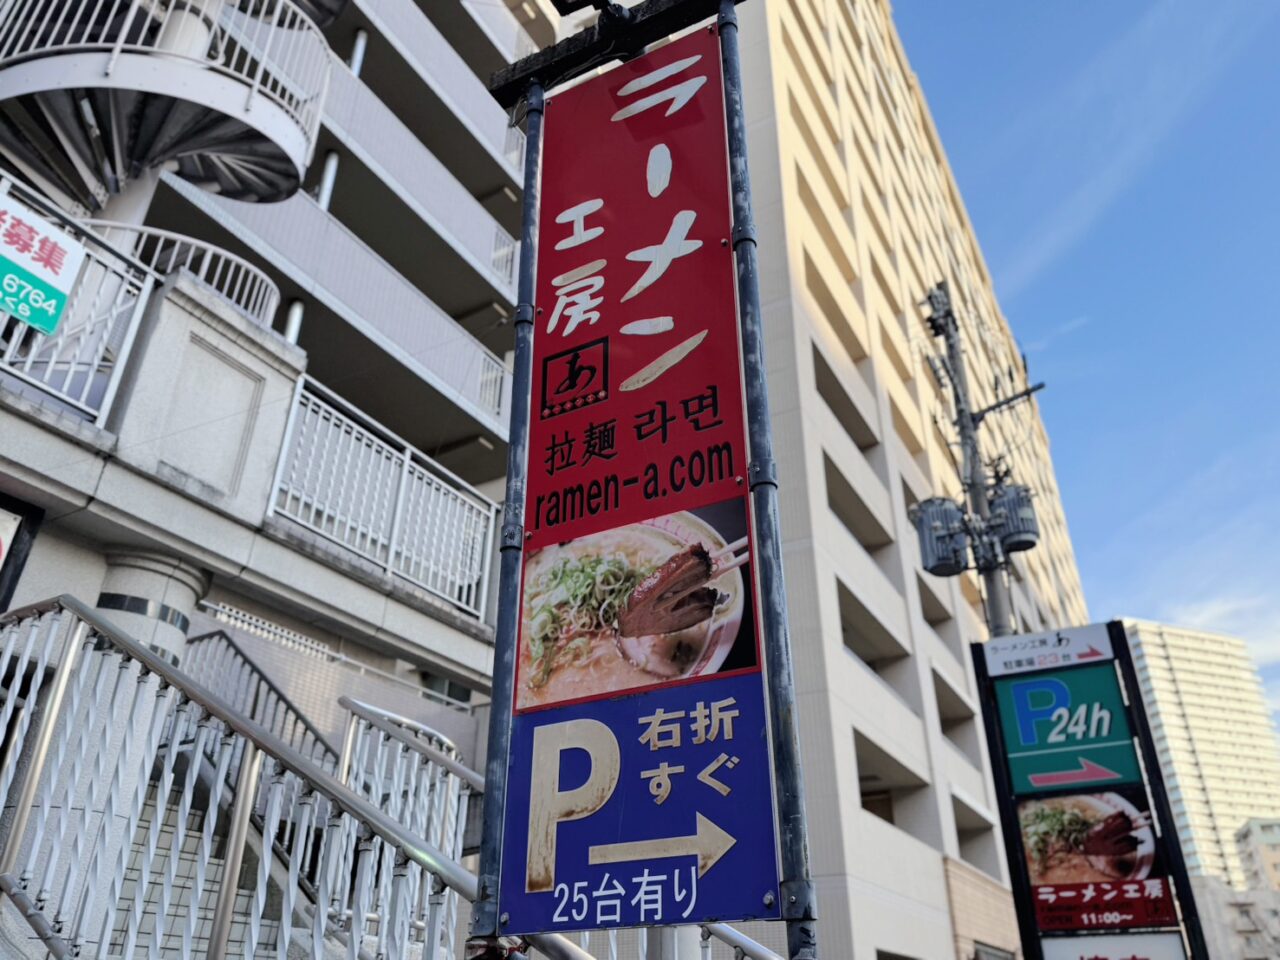 ラーメン
工房
あ
拉麺 라면
ramen-a.com
P
右折
すぐ
25台有り
募集
6764
ラーメン工房 あ
駐車場23台
P 24h
ラーメン工房
ramen-a.com
OPEN 11:00～